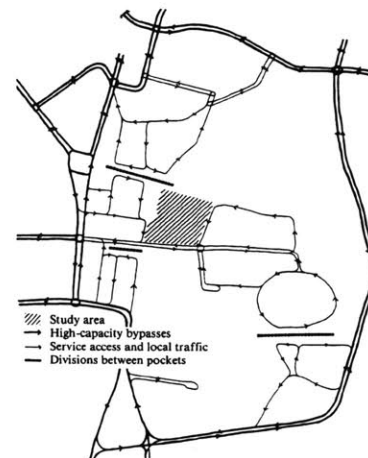 Study area
High-capacity bypasses
Service access and local traffic
Divisions between pockets